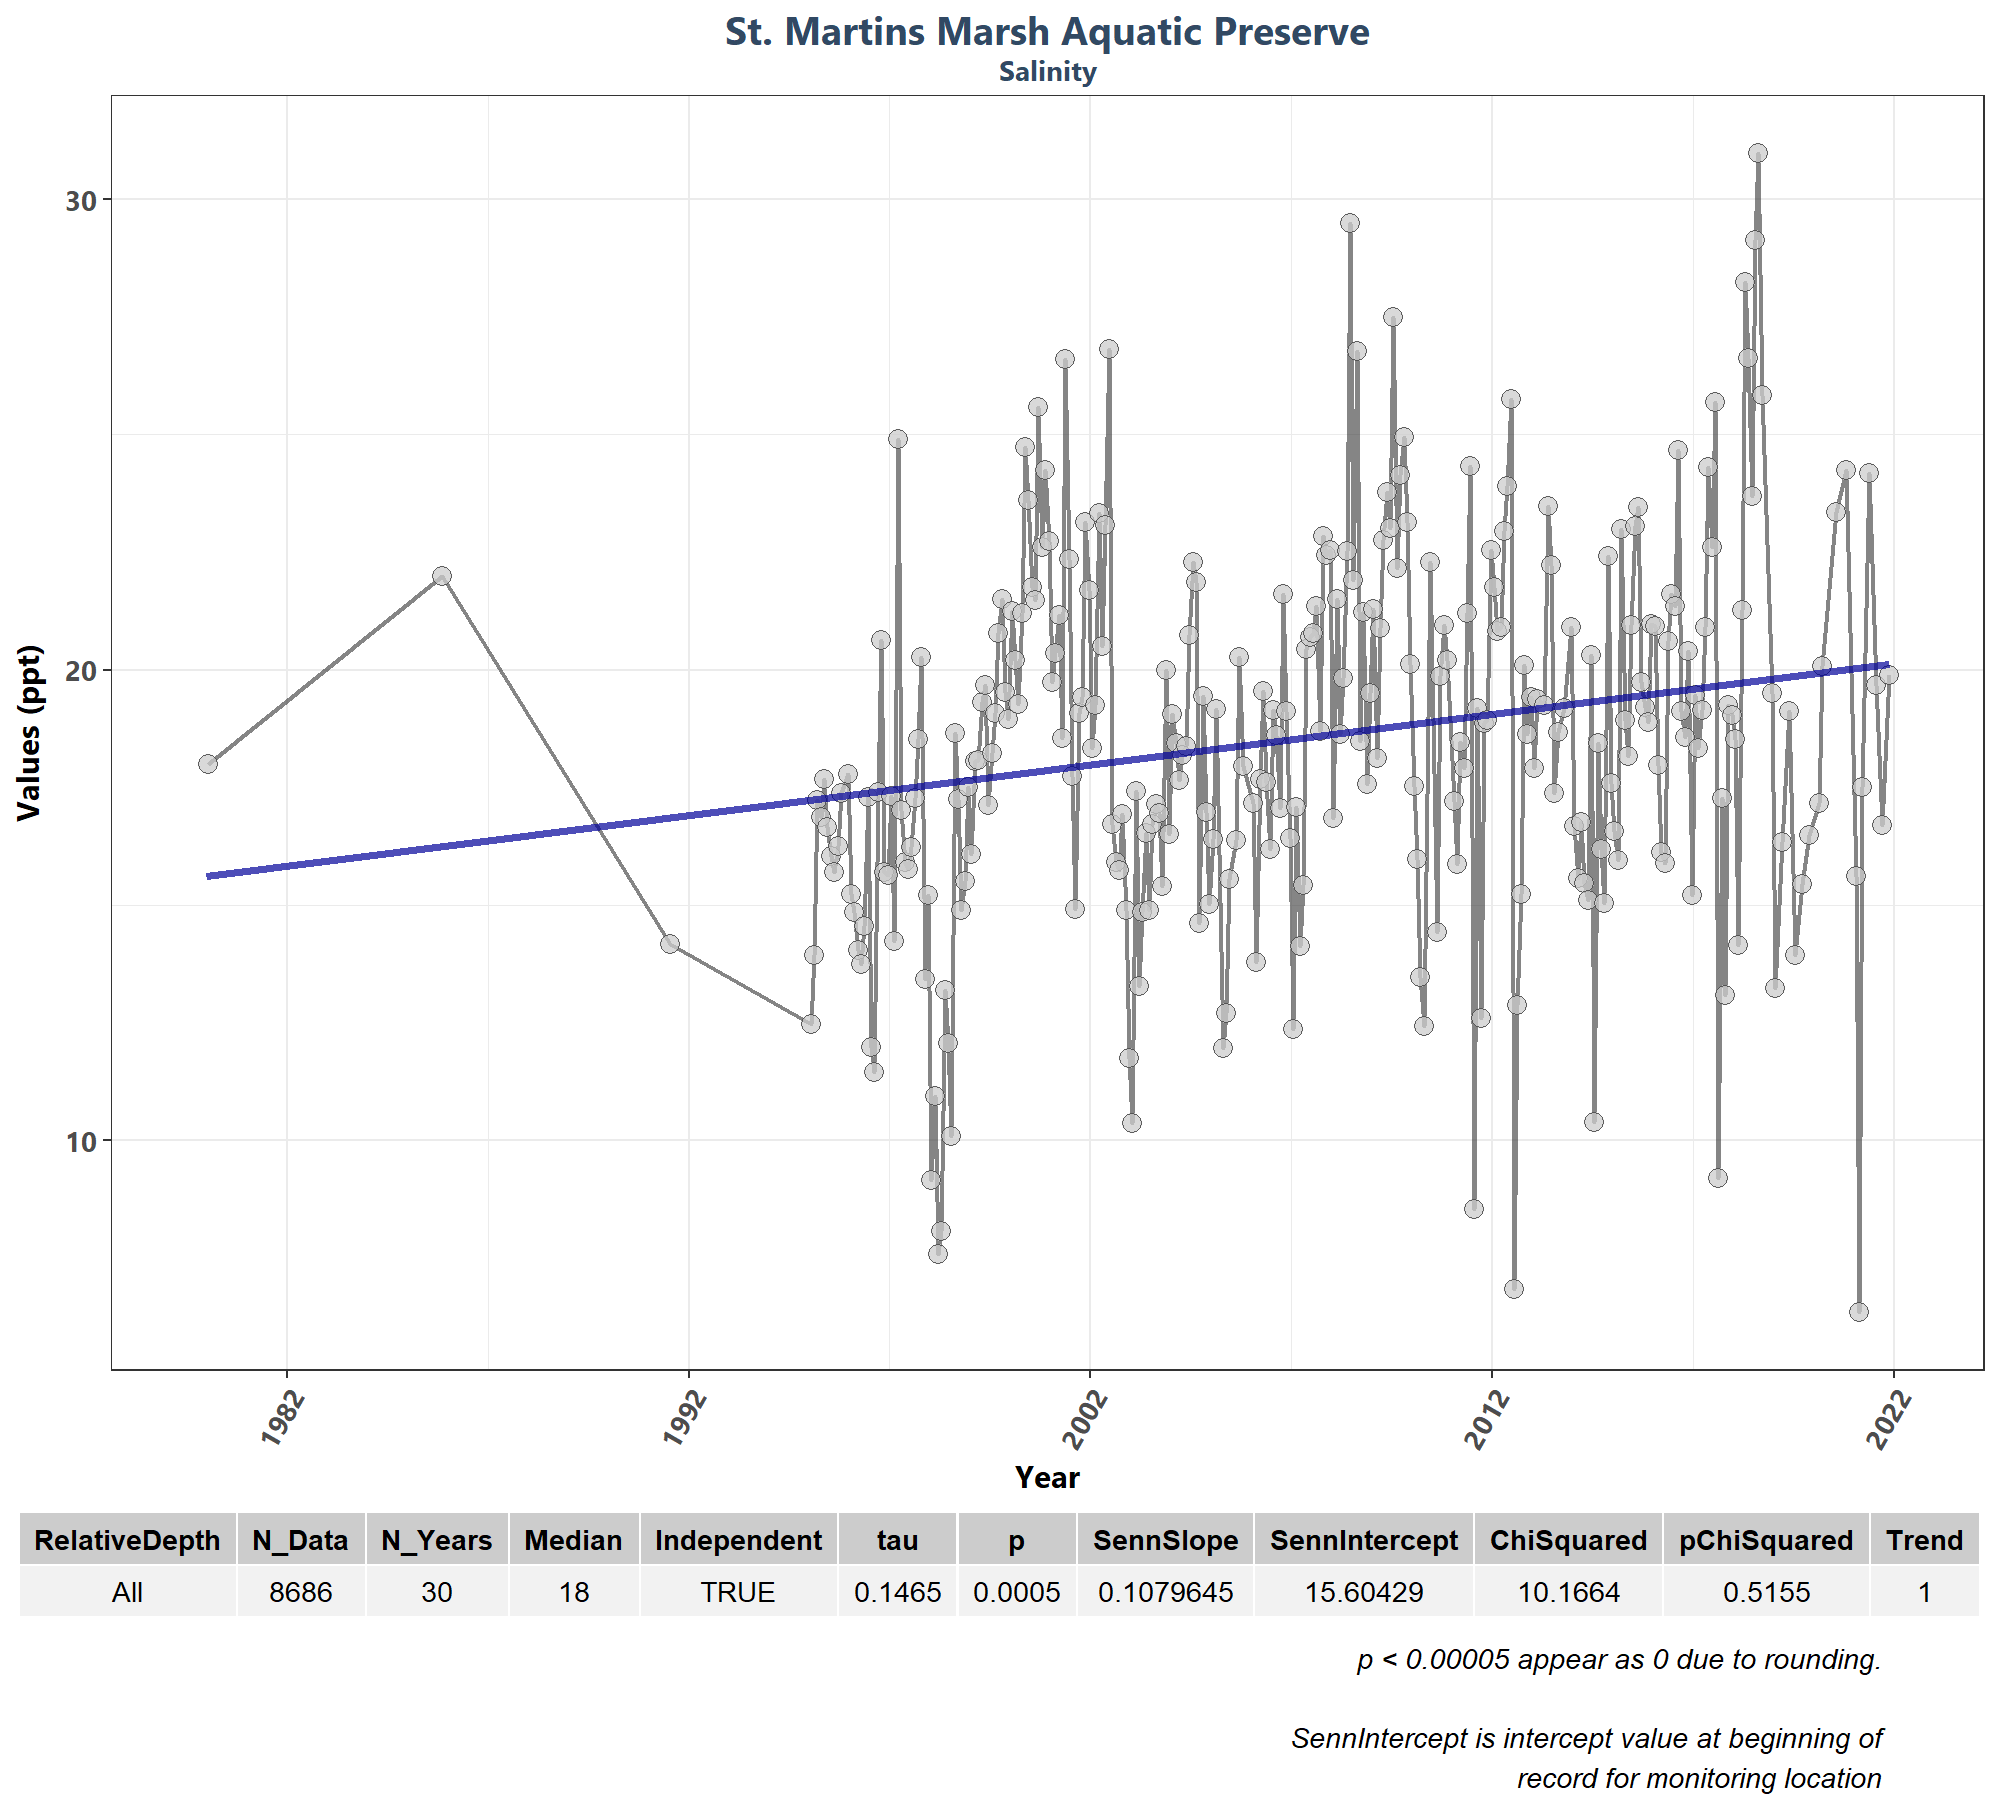 St. Martins Marsh Aquatic Preserve
Salinity
Values (ppt)
30
20
10
1982 1992 2002 2012 2022
Year
RelativeDepth N_Data N_Years Median Independent tau p SennSlope SennIntercept ChiSquared pChiSquared Trend
All 8686 30 18 TRUE 0.1465 0.0005 0.1079645 15.60429 10.1664 0.5155 1
p < 0.00005 appear as 0 due to rounding.
SennIntercept is intercept value at beginning of
record for monitoring location